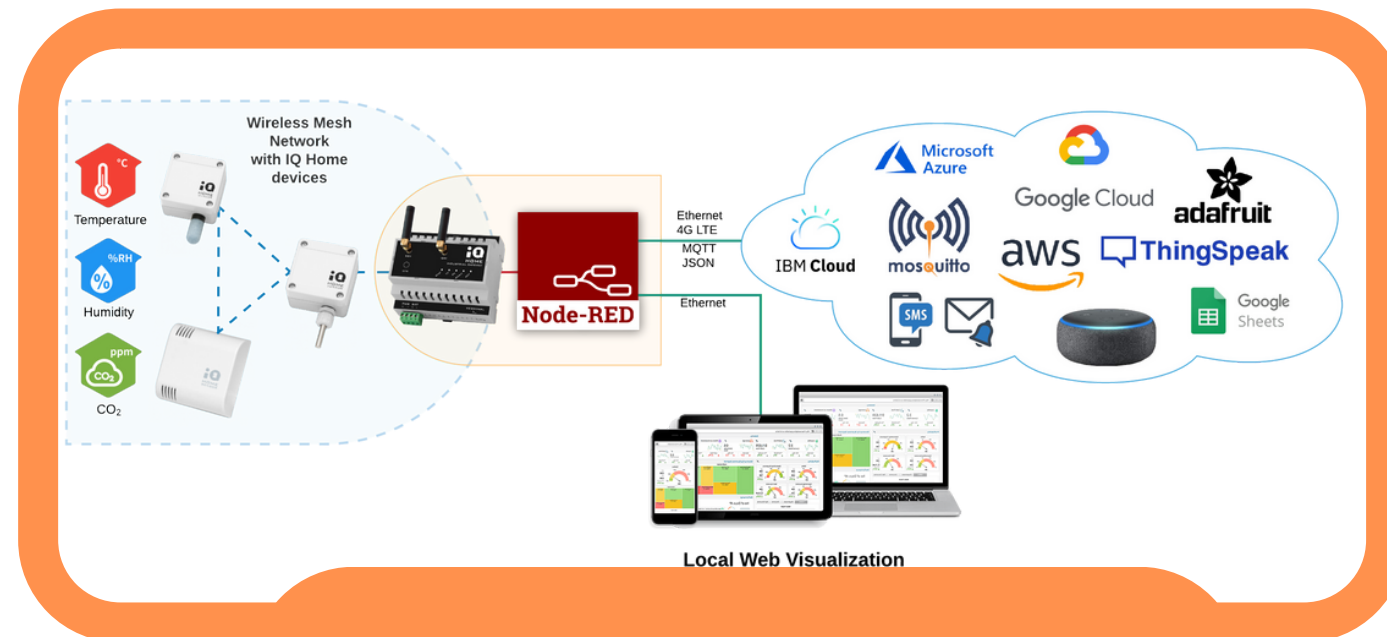 Wireless Mesh
Network
with IQ Home
devices
°C
Temperature
%RH
%
Humidity
ppm
CO₂
CO₂
iQ
iQ
iQ
iQ
HOME
Node-RED
Ethernet
4G LTE
MQTT
JSON
Ethernet
Microsoft
Azure
Google Cloud
adafruit
IBM Cloud
mosquitto
aws
ThingSpeak
SMS
Google
Sheets
Local Web Visualization